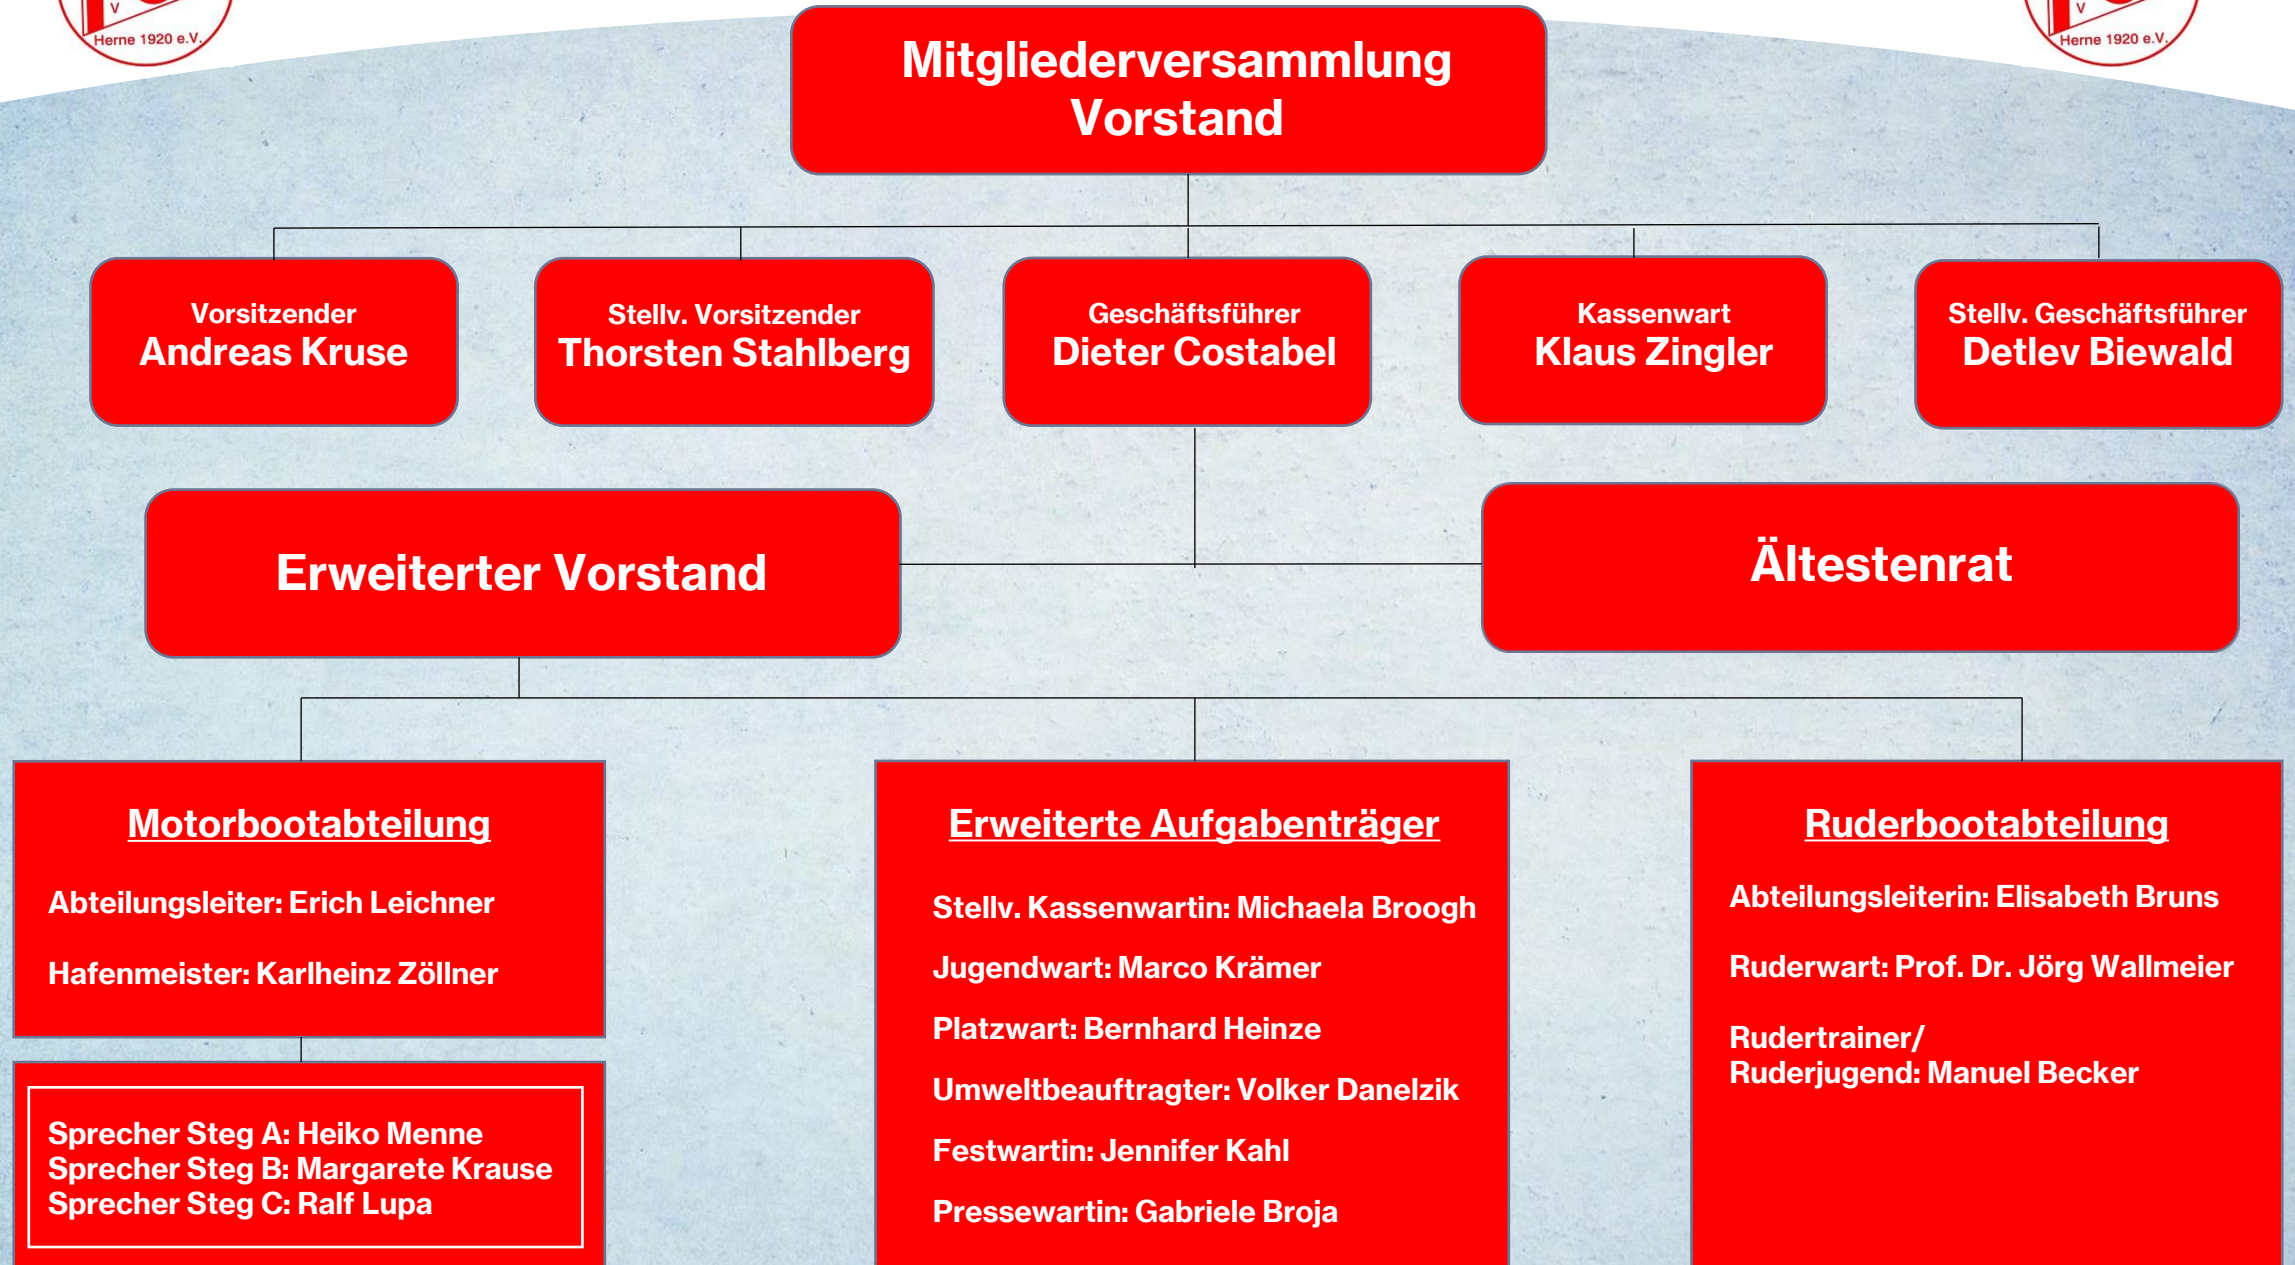 V
Herne 1920 e.V.
V
Herne 1920 e.V.
Mitgliederversammlung
Vorstand
Vorsitzender
Andreas Kruse
Stellv. Vorsitzender
Thorsten Stahlberg
Geschäftsführer
Dieter Costabel
Kassenwart
Klaus Zingler
Stellv. Geschäftsführer
Detlev Biewald
Erweiterter Vorstand
Ältestenrat
Motorbootabteilung
Abteilungsleiter: Erich Leichner
Hafenmeister: Karlheinz Zöllner
Sprecher Steg A: Heiko Menne
Sprecher Steg B: Margarete Krause
Sprecher Steg C: Ralf Lupa
Erweiterte Aufgabenträger
Stellv. Kassenwartin: Michaela Broogh
Jugendwart: Marco Krämer
Platzwart: Bernhard Heinze
Umweltbeauftragter: Volker Danelzik
Festwartin: Jennifer Kahl
Pressewartin: Gabriele Broja
Ruderbootabteilung
Abteilungsleiterin: Elisabeth Bruns
Ruderwart: Prof. Dr. Jörg Wallmeier
Rudertrainer/
Ruderjugend: Manuel Becker